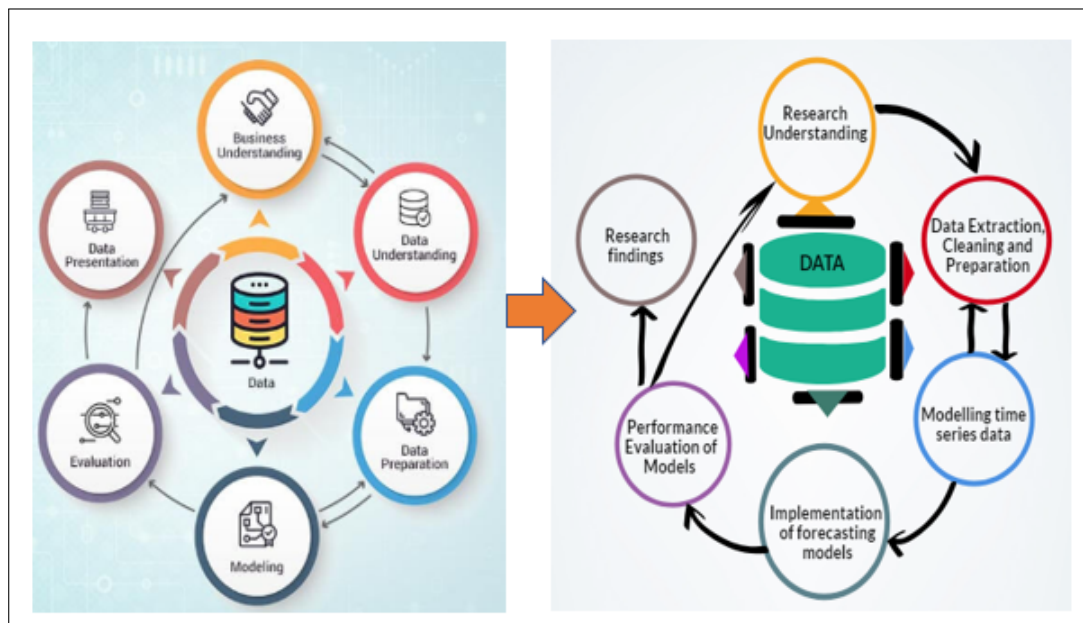 Business
Understanding
Data
Understanding
Data
Preparation
Modeling
Evaluation
Data
Presentation
Data
Research
Understanding
Data Extraction,
Cleaning and
Preparation
Modelling time
series data
Implementation
of forecasting
models
Performance
Evaluation of
Models
Research
findings
DATA